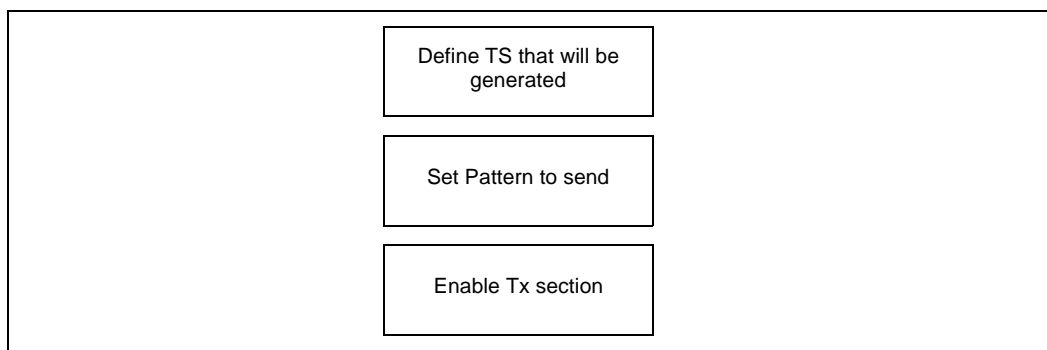 Define TS that will be
generated
Set Pattern to send
Enable Tx section